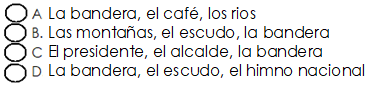 A La bandera, el café, los rios
B. Las montañas, el escudo, la bandera
C El presidente, el alcalde, la bandera
D La bandera, el escudo, el himno nacional